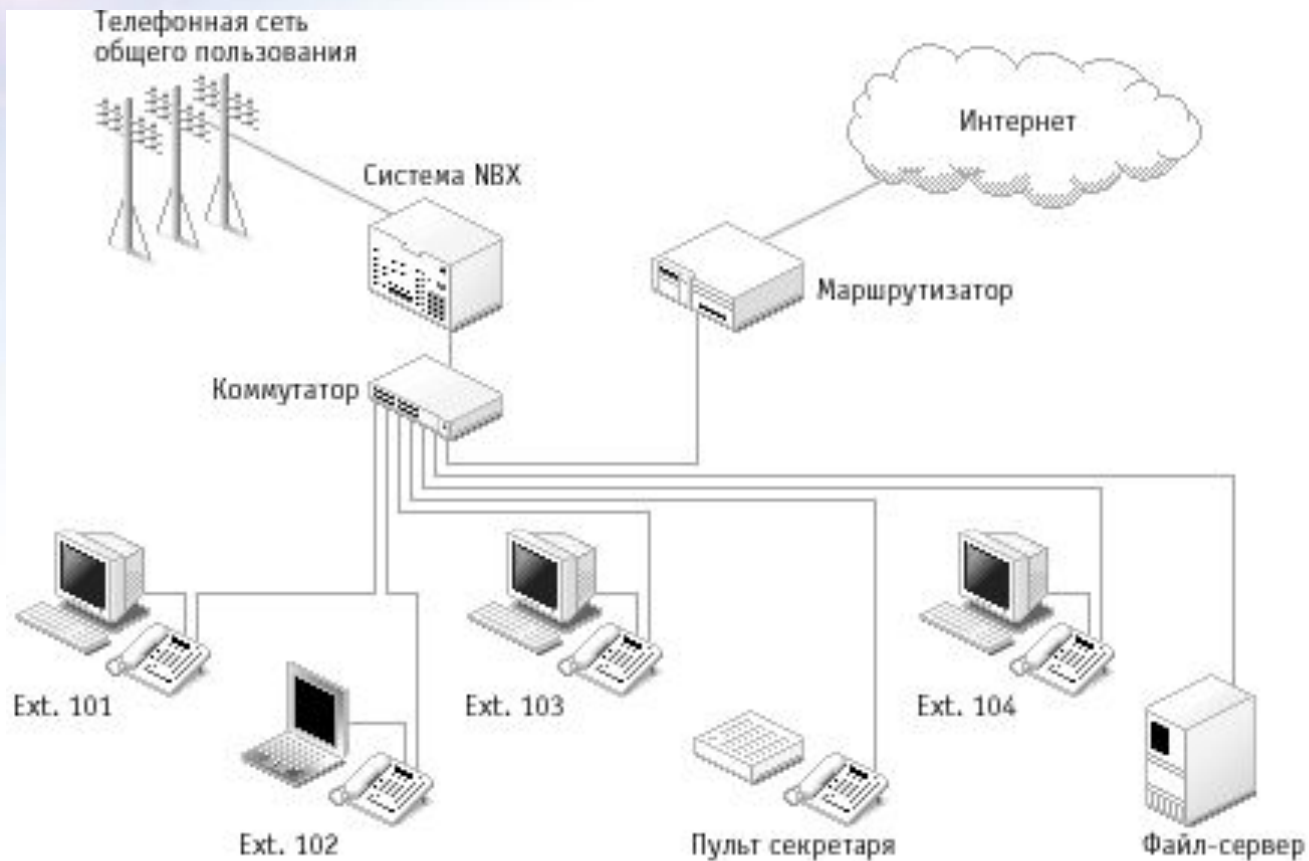 Телефонная сеть
общего пользования
Интернет
Система NBX
Маршрутизатор
Коммутатор
Ext. 101
Ext. 103
Ext. 104
Ext. 102
Пульт секретаря
Файл-сервер